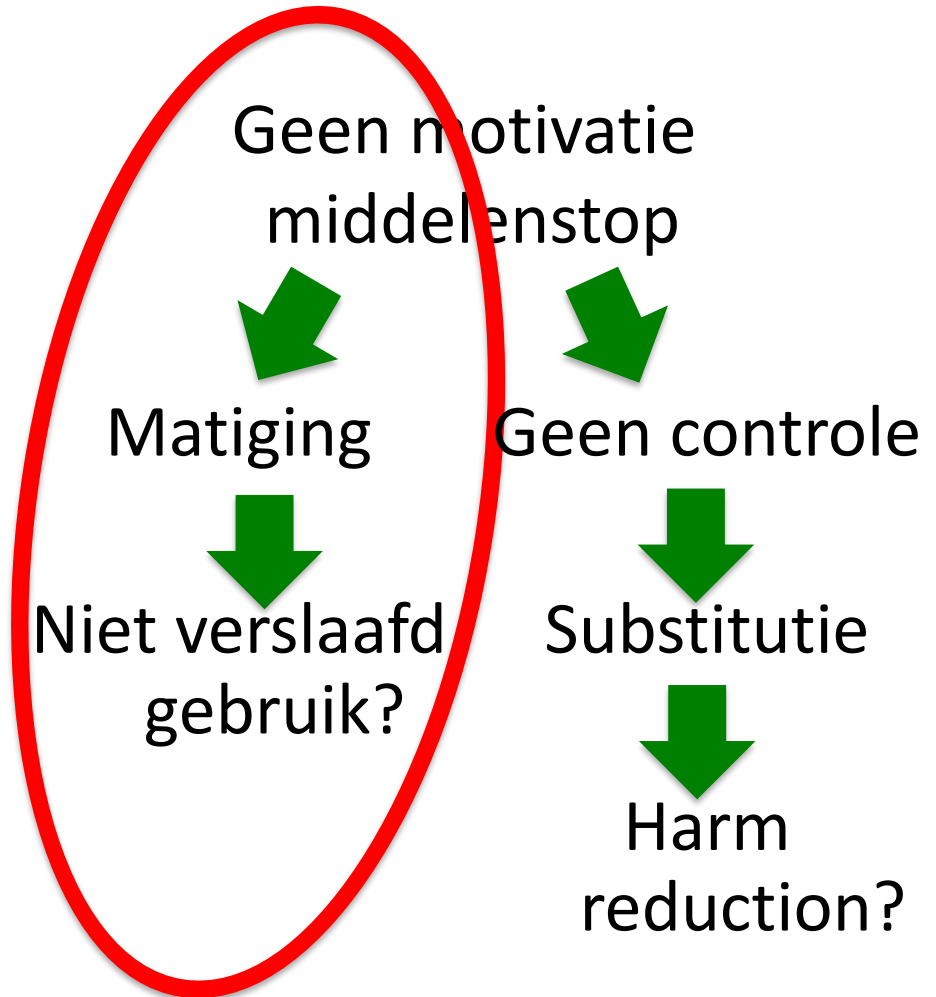 Geen motivatie
middelenstop
Matiging
Geen controle
Niet verslaafd
gebruik?
Substitutie
Harm
reduction?